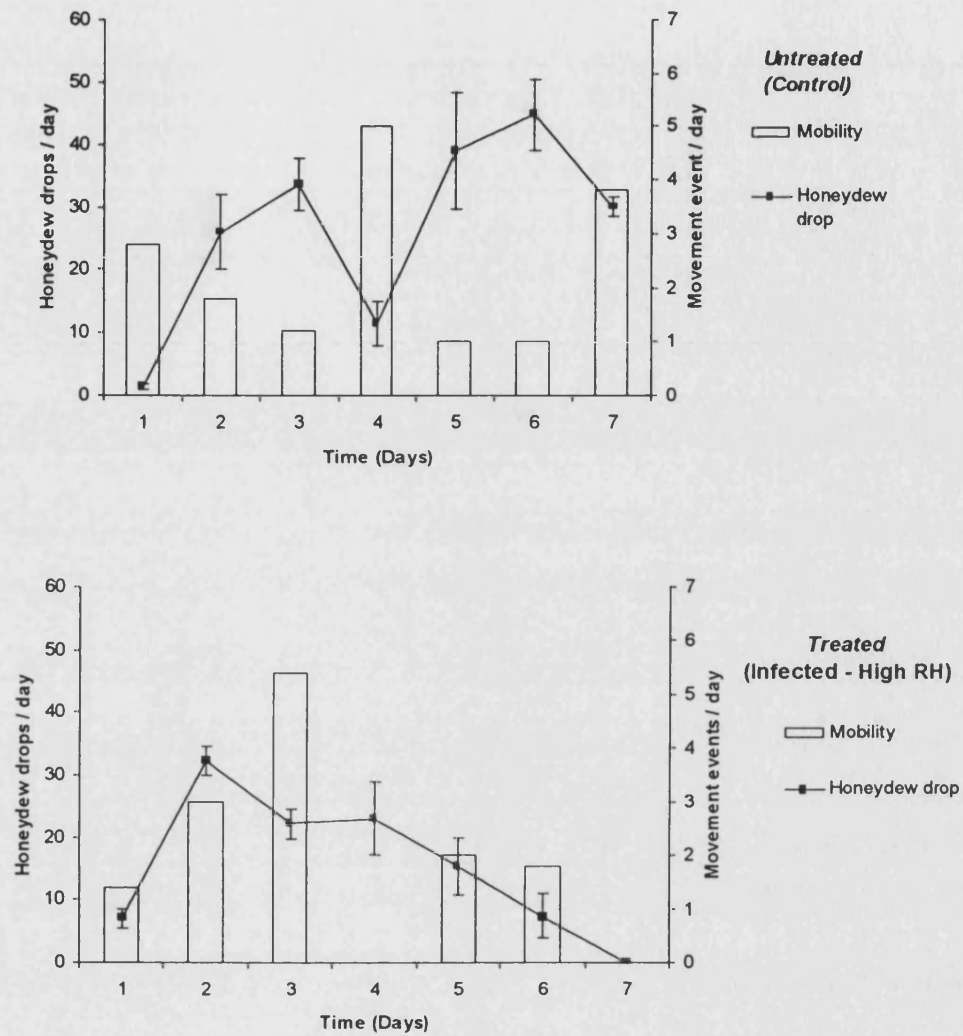 60
50
40
30
20
10
0
Honeydew drops / day
7
6
5
4
3
2
1
0
Movement event / day
1 2 3 4 5 6 7
Time (Days)
Untreated
(Control)
Mobility
Honeydew
drop
60
50
40
30
20
10
0
Honeydew drops / day
7
6
5
4
3
2
1
0
Movement events / day
1 2 3 4 5 6 7
Time (Days)
Treated
(Infected - High RH)
Mobility
Honeydew drop